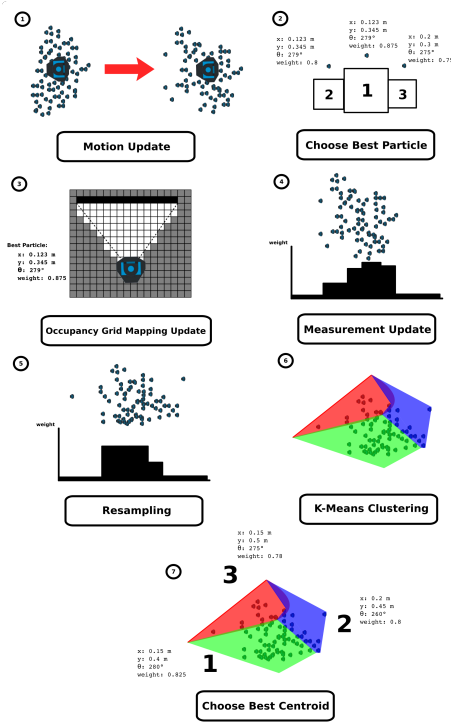 1
Motion Update
2
x: 0.123 m
y: 0.345 m
θ: 279°
weight: 0.8
x: 0.123 m
y: 0.345 m
θ: 279°
weight: 0.875
x: 0.2 m
y: 0.3 m
θ: 275°
weight: 0.75
2
1
3
Choose Best Particle
3
Best Particle:
x: 0.123 m
y: 0.345 m
θ: 279°
weight: 0.875
Occupancy Grid Mapping Update
4
weight
Measurement Update
5
weight
Resampling
6
K-Means Clustering
7
x: 0.15 m
y: 0.5 m
θ: 275°
weight: 0.78
3
x: 0.2 m
y: 0.45 m
θ: 260°
weight: 0.8
2
x: 0.15 m
y: 0.4 m
θ: 280°
weight: 0.825
1
Choose Best Centroid